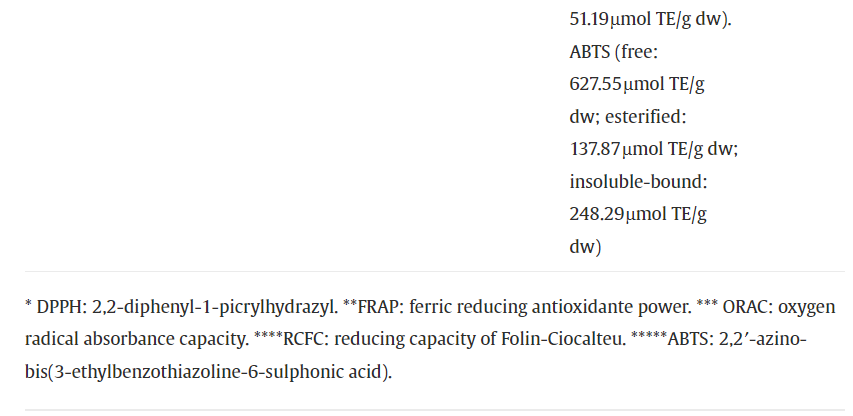 51.19μmol TE/g dw).
ABTS (free:
627.55μmol TE/g
dw; esterified:
137.87μmol TE/g dw;
insoluble-bound:
248.29μmol TE/g
dw)
* DPPH: 2,2-diphenyl-1-picrylhydrazyl. **FRAP: ferric reducing antioxidante power. *** ORAC: oxygen
radical absorbance capacity. ****RCFC: reducing capacity of Folin-Ciocalteu. *****ABTS: 2,2′-azino-
bis(3-ethylbenzothiazoline-6-sulphonic acid).